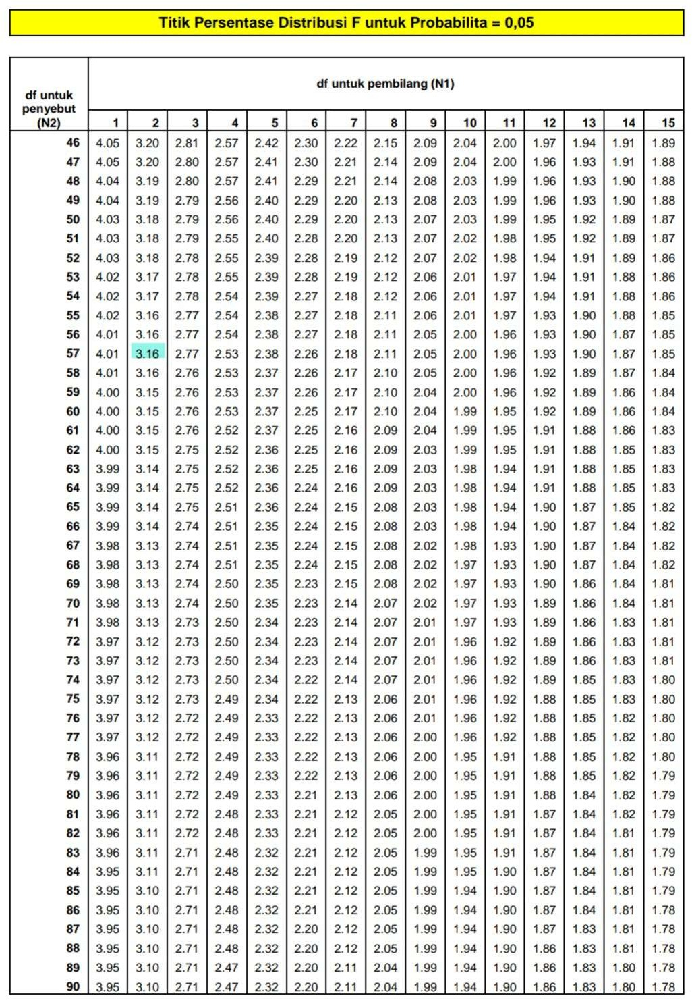 Titik Persentase Distribusi F untuk Probabilita = 0,05
df untuk penyebut (N2)
df untuk pembilang (N1)
1 2 3 4 5 6 7 8 9 10 11 12 13 14 15
46 4.05 3.20 2.81 2.57 2.42 2.30 2.22 2.15 2.09 2.04 2.00 1.97 1.94 1.91 1.89
47 4.05 3.20 2.80 2.57 2.41 2.30 2.21 2.14 2.09 2.04 2.00 1.96 1.93 1.91 1.88
48 4.04 3.19 2.80 2.57 2.41 2.29 2.21 2.14 2.08 2.03 1.99 1.96 1.93 1.90 1.88
49 4.04 3.19 2.79 2.56 2.40 2.29 2.20 2.13 2.08 2.03 1.99 1.96 1.93 1.90 1.88
50 4.03 3.18 2.79 2.56 2.40 2.29 2.20 2.13 2.07 2.03 1.99 1.95 1.92 1.89 1.87
51 4.03 3.18 2.79 2.55 2.40 2.28 2.20 2.13 2.07 2.02 1.98 1.95 1.92 1.89 1.87
52 4.03 3.18 2.78 2.55 2.39 2.28 2.19 2.12 2.07 2.02 1.98 1.94 1.91 1.89 1.86
53 4.02 3.17 2.78 2.55 2.39 2.28 2.19 2.12 2.06 2.01 1.97 1.94 1.91 1.88 1.86
54 4.02 3.17 2.78 2.54 2.39 2.27 2.18 2.12 2.06 2.01 1.97 1.94 1.91 1.88 1.86
55 4.02 3.16 2.77 2.54 2.38 2.27 2.18 2.11 2.06 2.01 1.97 1.93 1.90 1.88 1.85
56 4.01 3.16 2.77 2.54 2.38 2.27 2.18 2.11 2.05 2.00 1.96 1.93 1.90 1.87 1.85
57 4.01 3.16 2.77 2.53 2.38 2.26 2.18 2.11 2.05 2.00 1.96 1.93 1.90 1.87 1.85
58 4.01 3.16 2.76 2.53 2.37 2.26 2.17 2.10 2.05 2.00 1.96 1.92 1.89 1.87 1.84
59 4.00 3.15 2.76 2.53 2.37 2.26 2.17 2.10 2.04 2.00 1.96 1.92 1.89 1.86 1.84
60 4.00 3.15 2.76 2.53 2.37 2.25 2.17 2.10 2.04 1.99 1.95 1.92 1.89 1.86 1.84
61 4.00 3.15 2.76 2.52 2.37 2.25 2.16 2.09 2.04 1.99 1.95 1.91 1.88 1.86 1.83
62 4.00 3.15 2.75 2.52 2.36 2.25 2.16 2.09 2.03 1.99 1.95 1.91 1.88 1.85 1.83
63 3.99 3.14 2.75 2.52 2.36 2.25 2.16 2.09 2.03 1.98 1.94 1.91 1.88 1.85 1.83
64 3.99 3.14 2.75 2.52 2.36 2.24 2.16 2.09 2.03 1.98 1.94 1.91 1.88 1.85 1.83
65 3.99 3.14 2.75 2.51 2.36 2.24 2.15 2.08 2.03 1.98 1.94 1.90 1.87 1.85 1.82
66 3.99 3.14 2.74 2.51 2.35 2.24 2.15 2.08 2.03 1.98 1.94 1.90 1.87 1.84 1.82
67 3.98 3.13 2.74 2.51 2.35 2.24 2.15 2.08 2.02 1.98 1.93 1.90 1.87 1.84 1.82
68 3.98 3.13 2.74 2.51 2.35 2.24 2.15 2.08 2.02 1.97 1.93 1.90 1.87 1.84 1.82
69 3.98 3.13 2.74 2.50 2.35 2.23 2.15 2.08 2.02 1.97 1.93 1.90 1.86 1.84 1.81
70 3.98 3.13 2.74 2.50 2.35 2.23 2.14 2.07 2.02 1.97 1.93 1.89 1.86 1.84 1.81
71 3.98 3.13 2.73 2.50 2.34 2.23 2.14 2.07 2.01 1.97 1.93 1.89 1.86 1.83 1.81
72 3.97 3.12 2.73 2.50 2.34 2.23 2.14 2.07 2.01 1.96 1.92 1.89 1.86 1.83 1.81
73 3.97 3.12 2.73 2.50 2.34 2.23 2.14 2.07 2.01 1.96 1.92 1.89 1.86 1.83 1.81
74 3.97 3.12 2.73 2.50 2.34 2.22 2.14 2.07 2.01 1.96 1.92 1.89 1.85 1.83 1.80
75 3.97 3.12 2.73 2.49 2.34 2.22 2.13 2.06 2.01 1.96 1.92 1.88 1.85 1.83 1.80
76 3.97 3.12 2.72 2.49 2.33 2.22 2.13 2.06 2.01 1.96 1.92 1.88 1.85 1.82 1.80
77 3.97 3.12 2.72 2.49 2.33 2.22 2.13 2.06 2.00 1.96 1.92 1.88 1.85 1.82 1.80
78 3.96 3.11 2.72 2.49 2.33 2.22 2.13 2.06 2.00 1.95 1.91 1.88 1.85 1.82 1.80
79 3.96 3.11 2.72 2.49 2.33 2.22 2.13 2.06 2.00 1.95 1.91 1.88 1.85 1.82 1.79
80 3.96 3.11 2.72 2.49 2.33 2.21 2.13 2.06 2.00 1.95 1.91 1.88 1.84 1.82 1.79
81 3.96 3.11 2.72 2.48 2.33 2.21 2.12 2.05 2.00 1.95 1.91 1.87 1.84 1.82 1.79
82 3.96 3.11 2.72 2.48 2.33 2.21 2.12 2.05 2.00 1.95 1.91 1.87 1.84 1.81 1.79
83 3.96 3.11 2.71 2.48 2.32 2.21 2.12 2.05 1.99 1.95 1.91 1.87 1.84 1.81 1.79
84 3.95 3.11 2.71 2.48 2.32 2.21 2.12 2.05 1.99 1.95 1.90 1.87 1.84 1.81 1.79
85 3.95 3.10 2.71 2.48 2.32 2.21 2.12 2.05 1.99 1.94 1.90 1.87 1.84 1.81 1.79
86 3.95 3.10 2.71 2.48 2.32 2.21 2.12 2.05 1.99 1.94 1.90 1.87 1.84 1.81 1.78
87 3.95 3.10 2.71 2.48 2.32 2.20 2.12 2.05 1.99 1.94 1.90 1.87 1.83 1.81 1.78
88 3.95 3.10 2.71 2.48 2.32 2.20 2.12 2.05 1.99 1.94 1.90 1.86 1.83 1.81 1.78
89 3.95 3.10 2.71 2.47 2.32 2.20 2.11 2.04 1.99 1.94 1.90 1.86 1.83 1.80 1.78
90 3.95 3.10 2.71 2.47 2.32 2.20 2.11 2.04 1.99 1.94 1.90 1.86 1.83 1.80 1.78